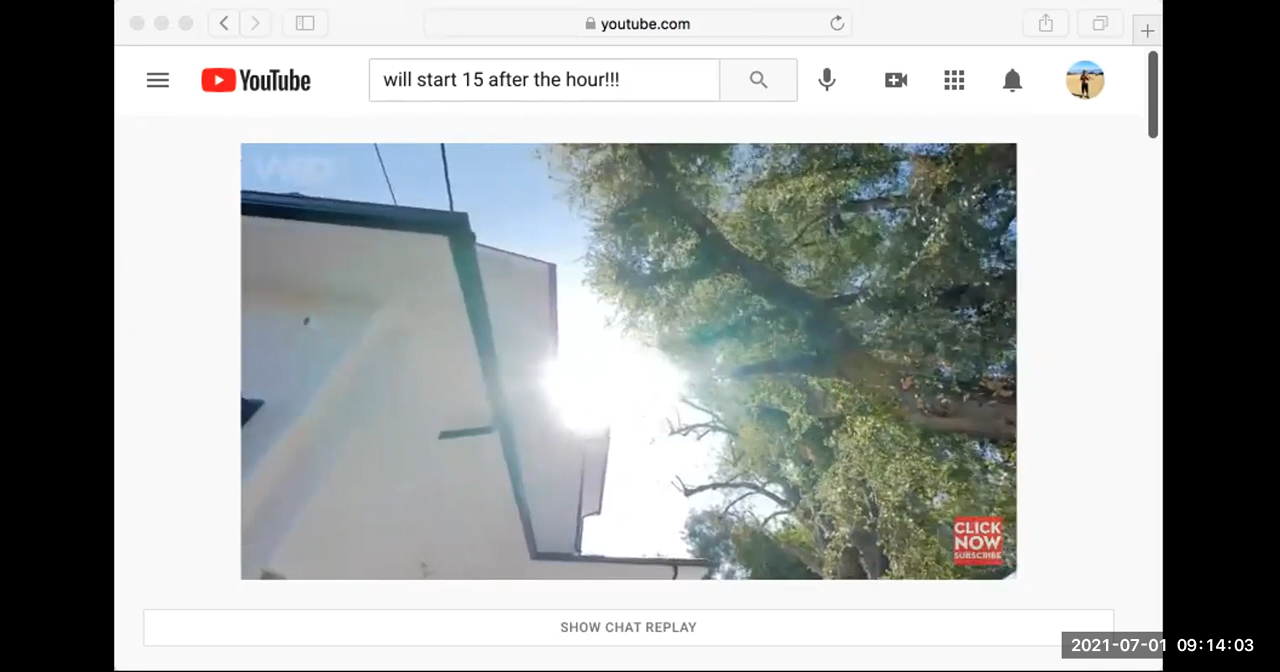 youtube.com
YouTube
will start 15 after the hour!!!
CLICK
NOW
SUBSCRIBE
SHOW CHAT REPLAY
2021-07-01 09:14:03